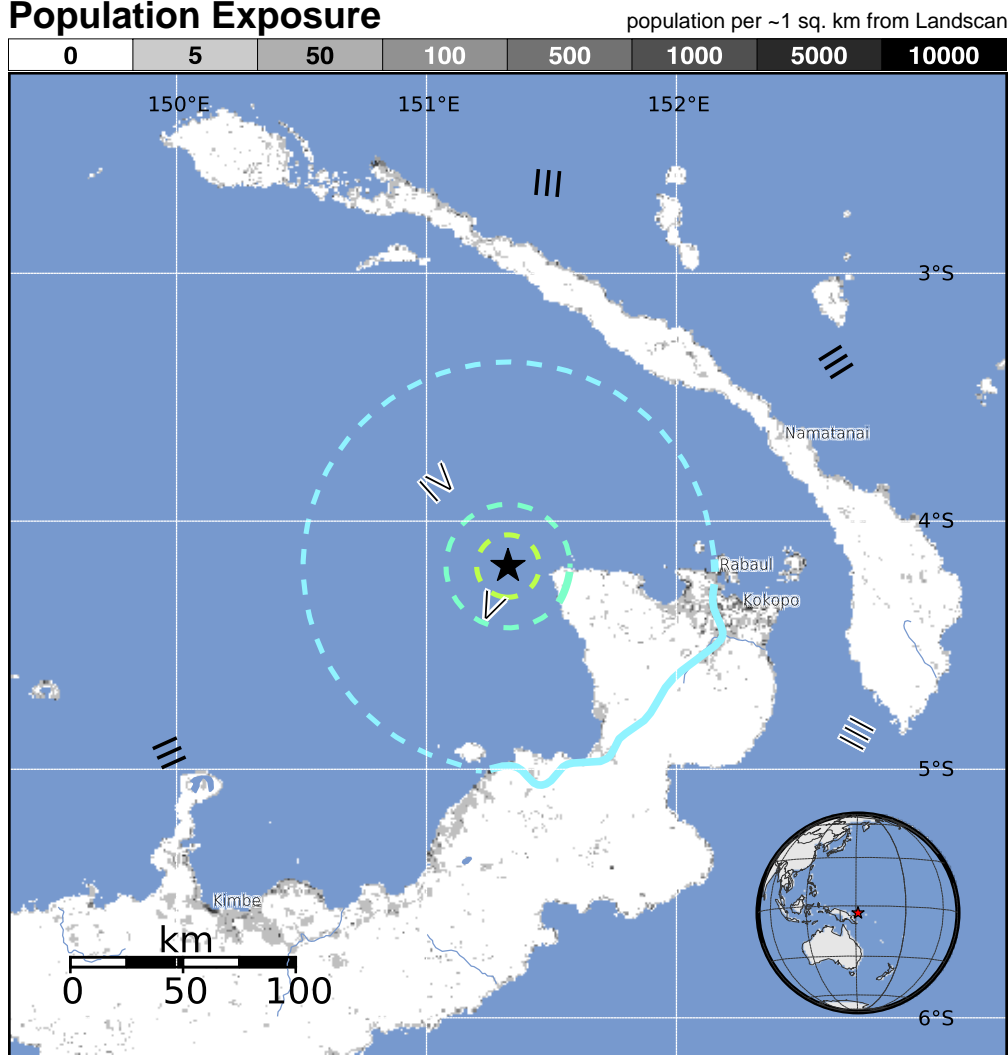 Population Exposure
population per ~1 sq. km from Landscan
0 5 50 100 500 1000 5000 10000
150°E 151°E 152°E
III
3°S
III
Namatanai
IV
4°S
Rabaul
Kokopo
V
III
III
5°S
Kimbe
km
0 50 100
6°S